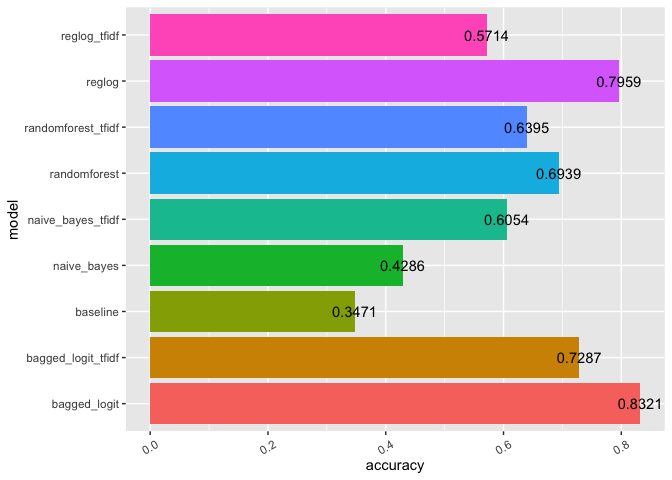 reglog_tfidf 0.5714
reglog 0.7959
randomforest_tfidf 0.6395
randomforest 0.6939
naive_bayes_tfidf 0.6054
model
naive_bayes 0.4286
baseline 0.3471
bagged_logit_tfidf 0.7287
bagged_logit 0.8321
0.0 0.2 0.4 0.6 0.8
accuracy